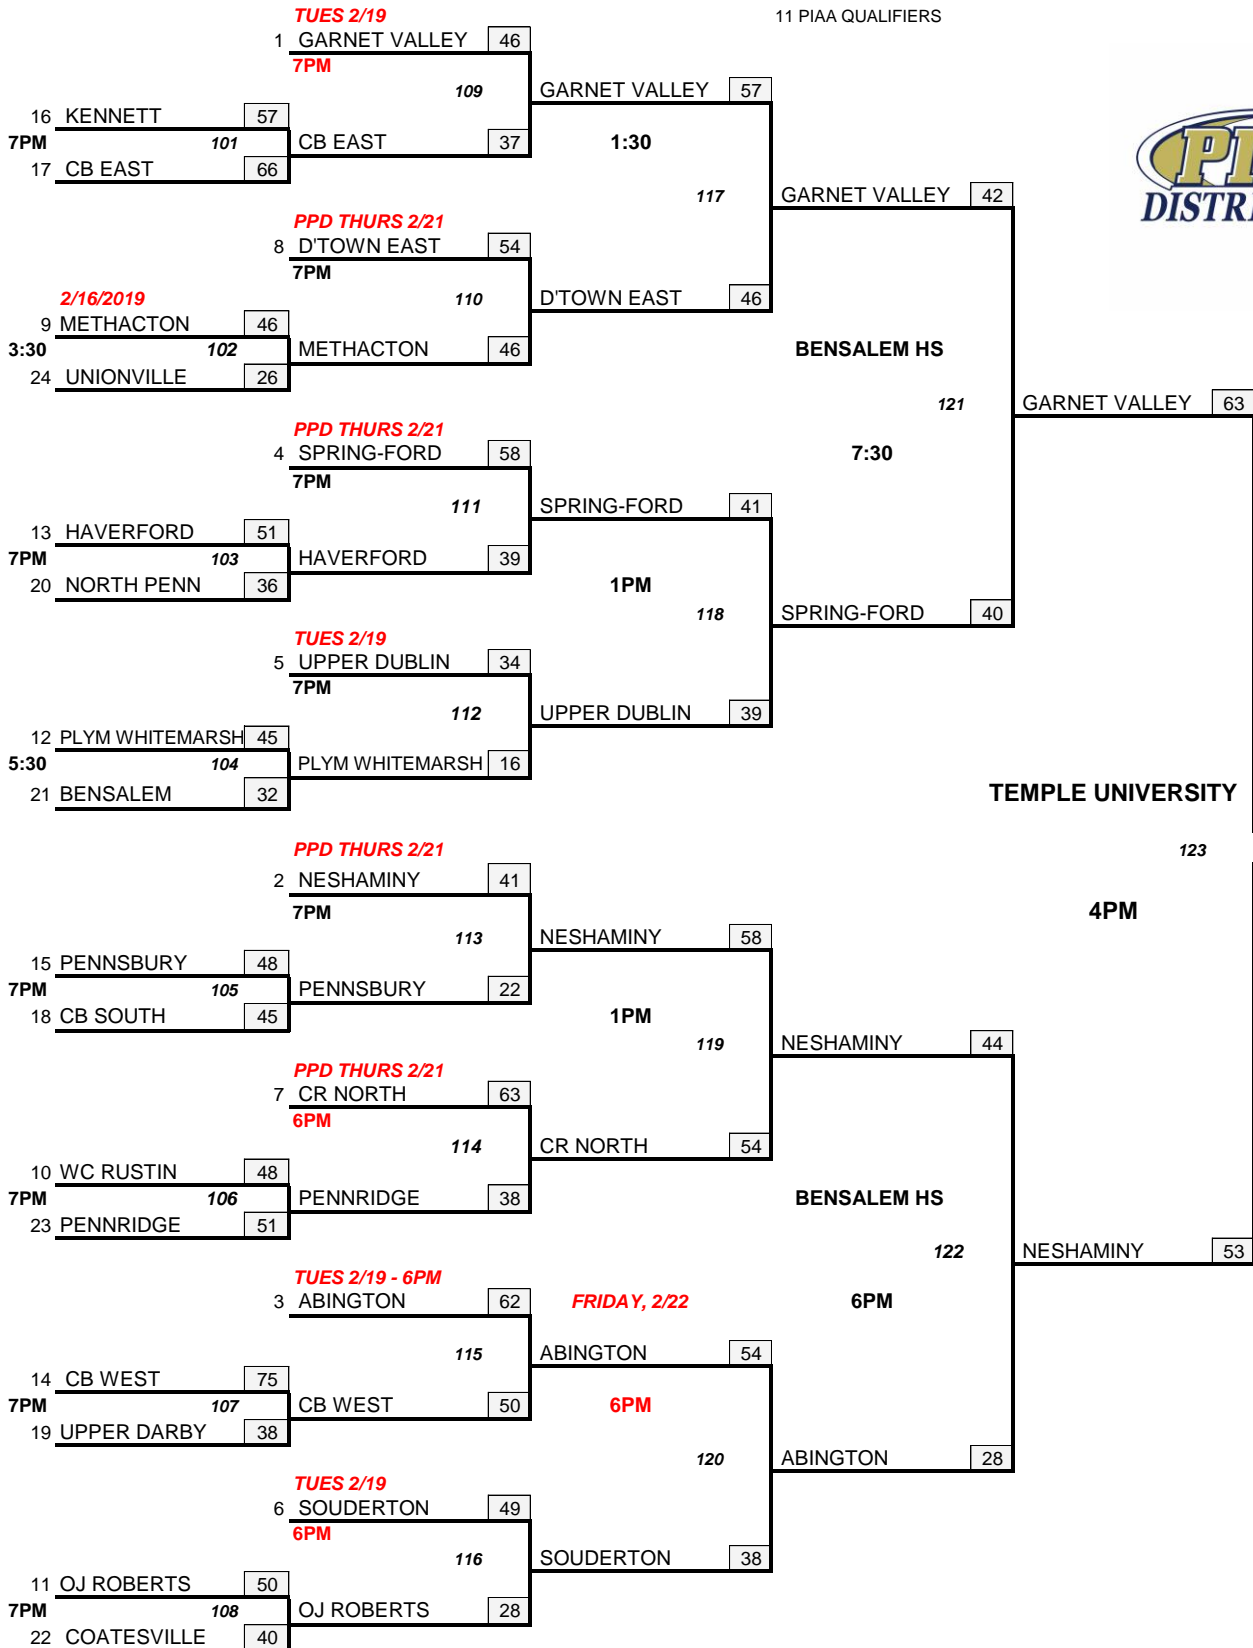 TUES 2/19
11 PIAA QUALIFIERS
1 GARNET VALLEY 46
7PM
109
GARNET VALLEY 57
16 KENNETT 57
7PM 101 CB EAST 37 1:30
17 CB EAST 66
117 GARNET VALLEY 42
PPD THURS 2/21
8 D'TOWN EAST 54
7PM
2/16/2019
110 D'TOWN EAST 46
9 METHACTON 46
3:30 102 METHACTON 46 BENSALEM HS
24 UNIONVILLE 26
121 GARNET VALLEY 63
PPD THURS 2/21
4 SPRING-FORD 58 7:30
7PM
111 SPRING-FORD 41
13 HAVERFORD 51
7PM 103 HAVERFORD 39
20 NORTH PENN 36 1PM
118 SPRING-FORD 40
TUES 2/19
5 UPPER DUBLIN 34
7PM
112 UPPER DUBLIN 39
12 PLYM WHITEMARSH 45
5:30 104 PLYM WHITEMARSH 16
21 BENSALEM 32
TEMPLE UNIVERSITY
PPD THURS 2/21
123
2 NESHAMINY 41
7PM 4PM
113 NESHAMINY 58
15 PENNSBURY 48
7PM 105 PENNSBURY 22
18 CB SOUTH 45 1PM
119 NESHAMINY 44
PPD THURS 2/21
7 CR NORTH 63
6PM
114 CR NORTH 54
10 WC RUSTIN 48
7PM 106 PENNRIDGE 38 BENSALEM HS
23 PENNRIDGE 51
122 NESHAMINY 53
TUES 2/19 - 6PM
3 ABINGTON 62 FRIDAY, 2/22 6PM
115 ABINGTON 54
14 CB WEST 75
7PM 107 CB WEST 50 6PM
19 UPPER DARBY 38
120 ABINGTON 28
TUES 2/19
6 SOUDERTON 49
6PM
116 SOUDERTON 38
11 OJ ROBERTS 50
7PM 108 OJ ROBERTS 28
22 COATESVILLE 40